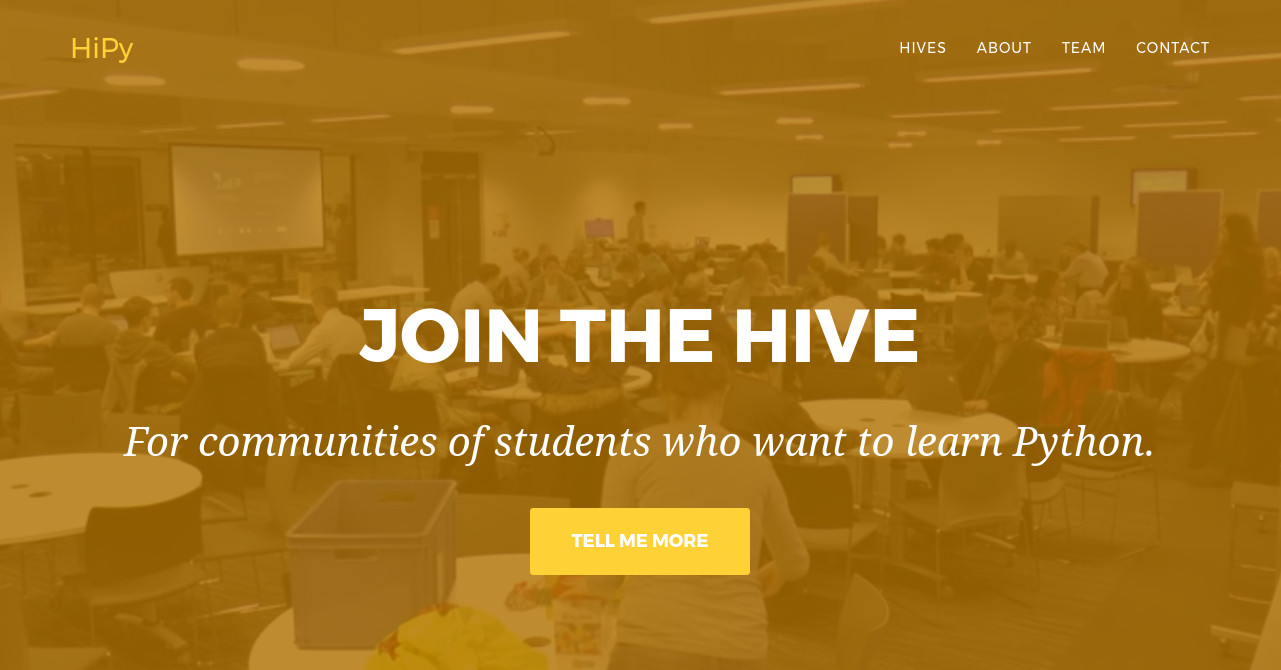 HiPy
HIVES ABOUT TEAM CONTACT
JOIN THE HIVE
For communities of students who want to learn Python.
TELL ME MORE